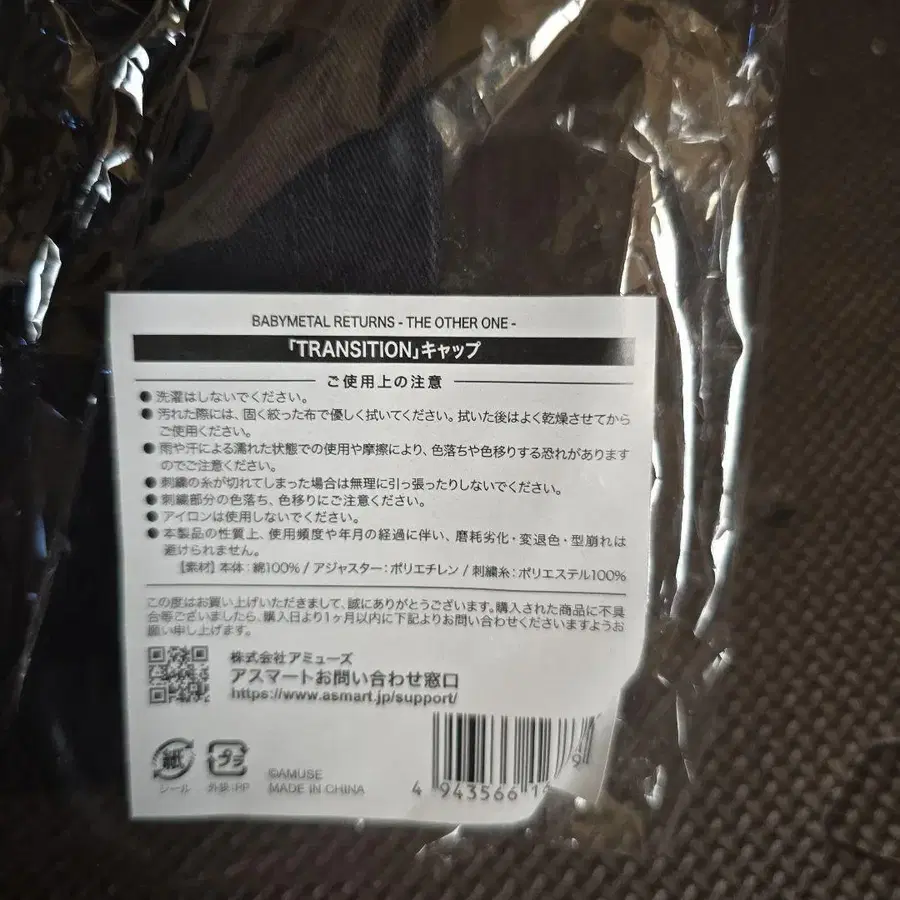 BABYMETAL RETURNS - THE OTHER ONE -
「TRANSITION」キャップ
ご使用上の注意
●洗濯はしないでください。
●汚れた際には、固く絞った布で優しく拭いてください。拭いた後はよく乾燥させてから
ご使用ください。
●雨や汗による濡れた状態での使用や摩擦により、色落ちや色移りする恐れがあります
のでご注意ください。
●刺繍の糸が切れてしまった場合は無理に引っ張ったりしないでください。
●刺繍部分の色落ち、色移りにご注意ください。
●アイロンは使用しないでください。
●本製品の性質上、使用頻度や年月の経過に伴い、磨耗劣化・変退色・型崩れは
避けられません。
【素材】本体:綿100% / アジャスター:ポリエチレン / 刺繍糸:ポリエステル100%
この度はお買い上げいただきまして、誠にありがとうございます。購入された商品に不具
合等ございましたら、購入日より1ヶ月以内に下記よりお問い合わせくださいますようお
願い申し上げます。
株式会社アミューズ
アスマートお問い合わせ窓口
https://www.asmart.jp/support/
紙
シール
プラ
外袋:PP
©AMUSE
MADE IN CHINA
4 943566 1 9